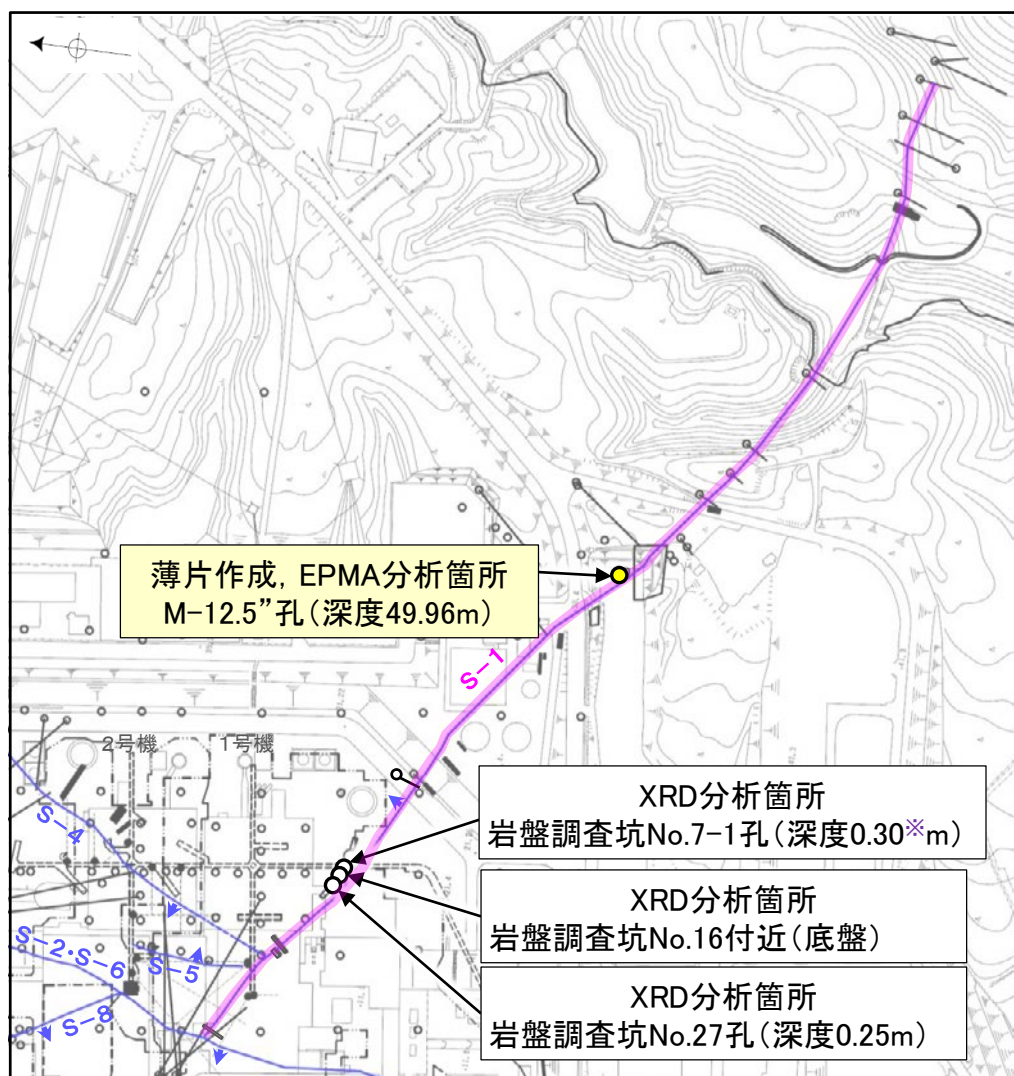 薄片作成，EPMA分析箇所
M-12.5”孔（深度49.96m）
S-1
2号機
1号機
S-4
XRD分析箇所
岩盤調査坑No.7-1孔（深度0.30※m）
XRD分析箇所
岩盤調査坑No.16付近（底盤）
S-2・S-6
S-5
S-8
XRD分析箇所
岩盤調査坑No.27孔（深度0.25m）